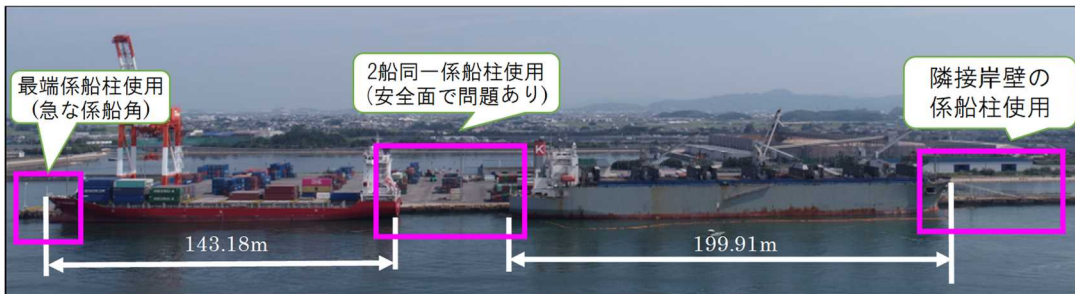 最端係船柱使用
(急な係船角)
2船同一係船柱使用
(安全面で問題あり)
隣接岸壁の
係船柱使用
K
143.18m
199.91m